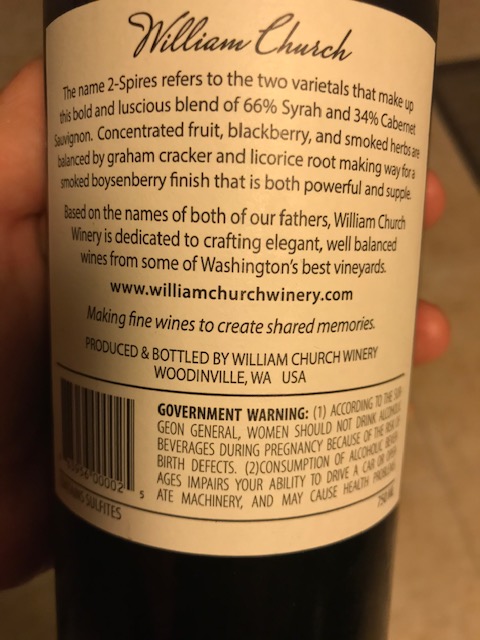 William Church
The name 2-Spires refers to the two varietals that make up
this bold and luscious blend of 66% Syrah and 34% Cabernet
Sauvignon. Concentrated fruit, blackberry, and smoked herbs are
balanced by graham cracker and licorice root making way for a
smoked boysenberry finish that is both powerful and supple.
Based on the names of both of our fathers, William Church
Winery is dedicated to crafting elegant, well balanced
wines from some of Washington's best vineyards.
www.williamchurchwinery.com
Making fine wines to create shared memories.
PRODUCED & BOTTLED BY WILLIAM CHURCH WINERY
WOODINVILLE, WA USA
GOVERNMENT WARNING: (1) ACCORDING TO THE SUR-
GEON GENERAL, WOMEN SHOULD NOT DRINK ALCOHOLIC
BEVERAGES DURING PREGNANCY BECAUSE OF THE RISK OF
BIRTH DEFECTS. (2)CONSUMPTION OF ALCOHOLIC BEVER-
AGES IMPAIRS YOUR ABILITY TO DRIVE A CAR OR OPER-
ATE MACHINERY, AND MAY CAUSE HEALTH PROBLEMS.
00002 5
SULFITES
750 ML